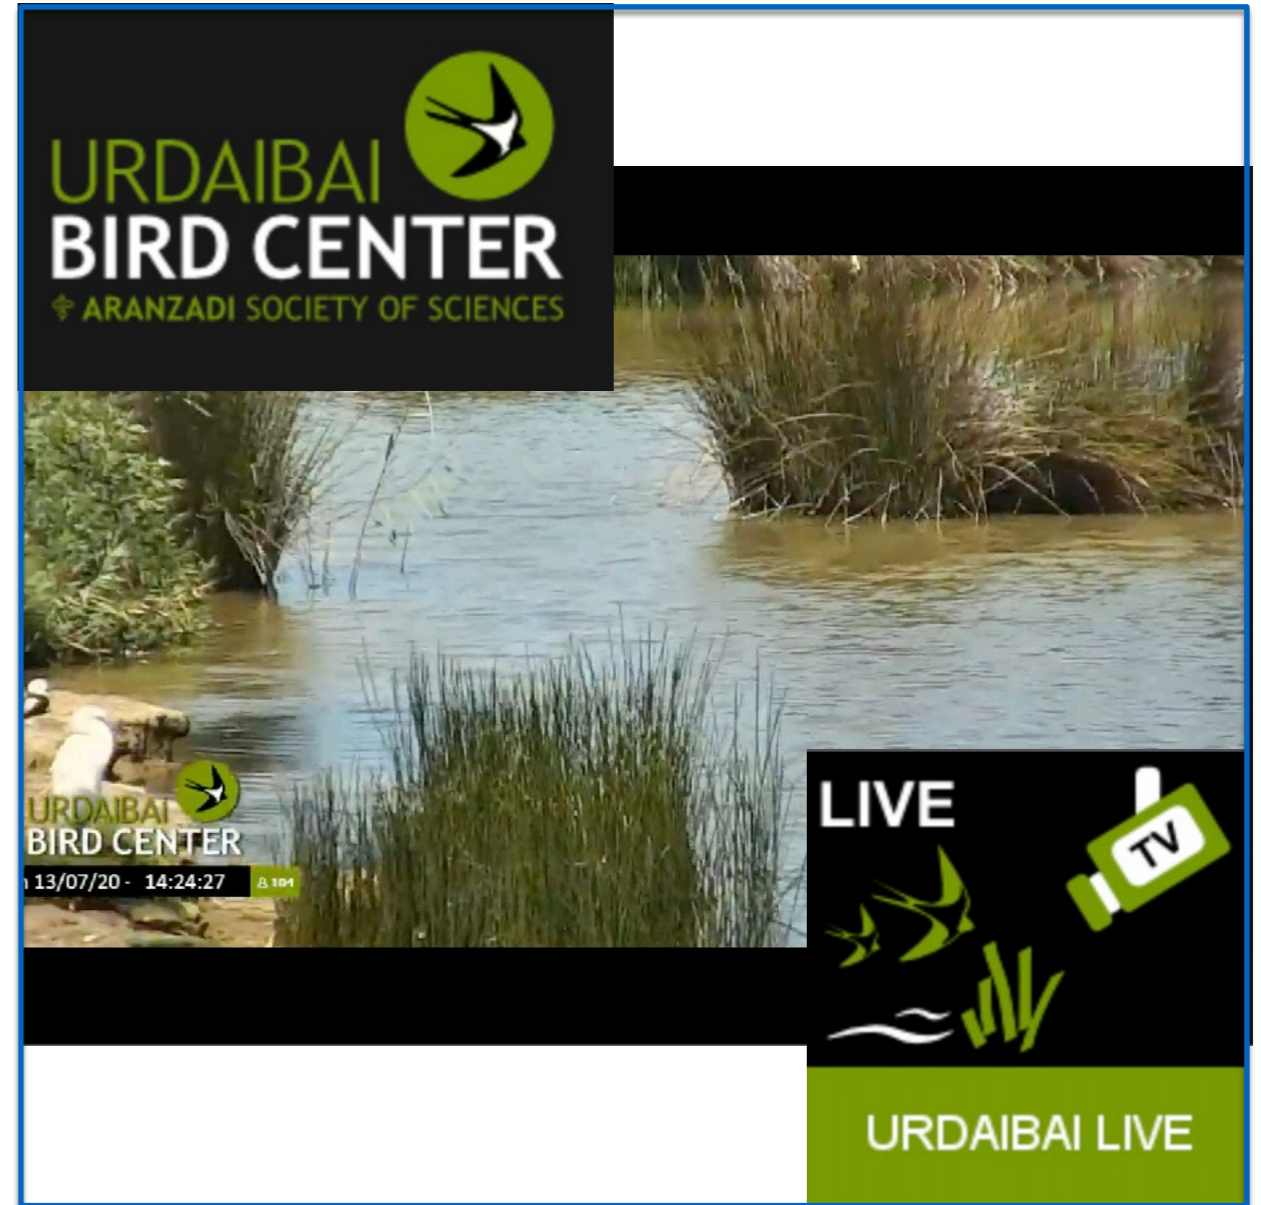 URDAIBAI
BIRD CENTER
ARANZADI SOCIETY OF SCIENCES
URDAIBAI
BIRD CENTER
13/07/20 - 14:24:27
184
LIVE
TV
URDAIBAI LIVE